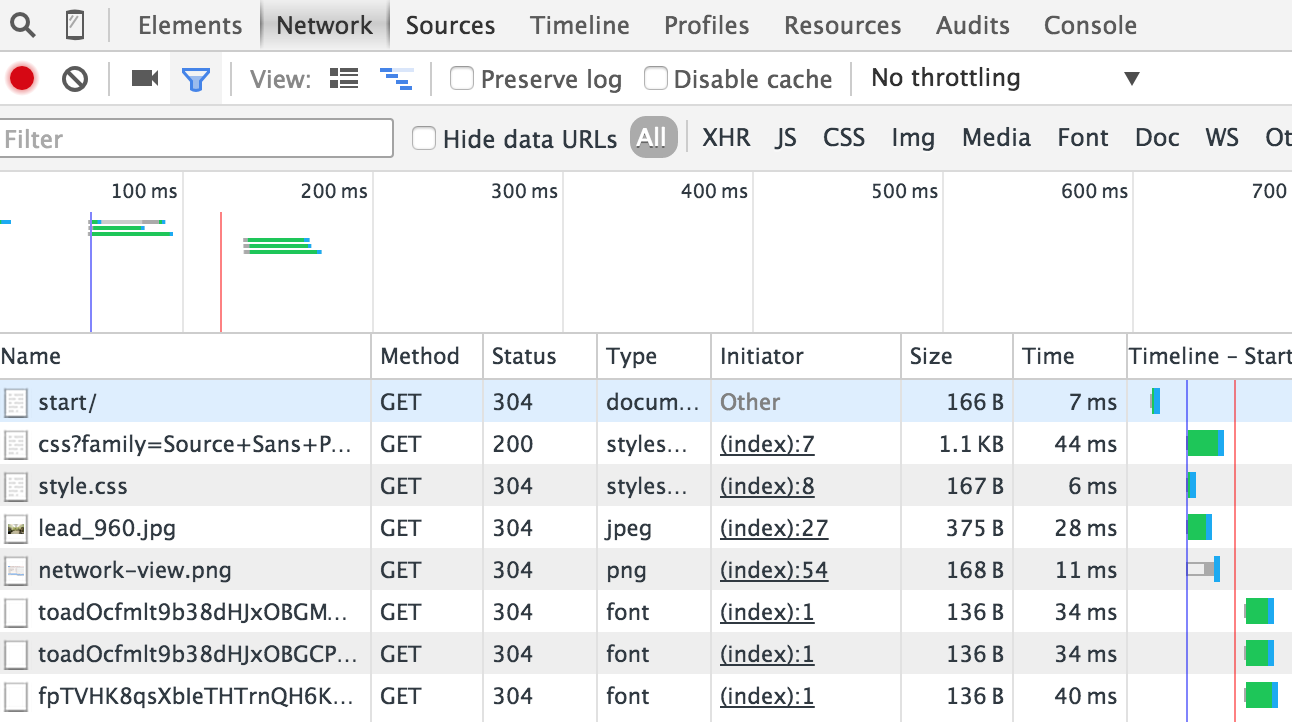 Elements Network Sources Timeline Profiles Resources Audits Console
View: Preserve log Disable cache No throttling
Filter Hide data URLs All XHR JS CSS Img Media Font Doc WS Ot
100 ms 200 ms 300 ms 400 ms 500 ms 600 ms 700
Name Method Status Type Initiator Size Time Timeline – Start
start/ GET 304 docum... Other 166 B 7 ms
css?family=Source+Sans+P... GET 200 styles... (index):7 1.1 KB 44 ms
style.css GET 304 styles... (index):8 167 B 6 ms
lead_960.jpg GET 304 jpeg (index):27 375 B 28 ms
network-view.png GET 304 png (index):54 168 B 11 ms
toadOcfmlt9b38dHJxOBGM... GET 304 font (index):1 136 B 34 ms
toadOcfmlt9b38dHJxOBGCP... GET 304 font (index):1 136 B 34 ms
fpTVHK8qsXbIeTHTrnQH6K... GET 304 font (index):1 136 B 40 ms